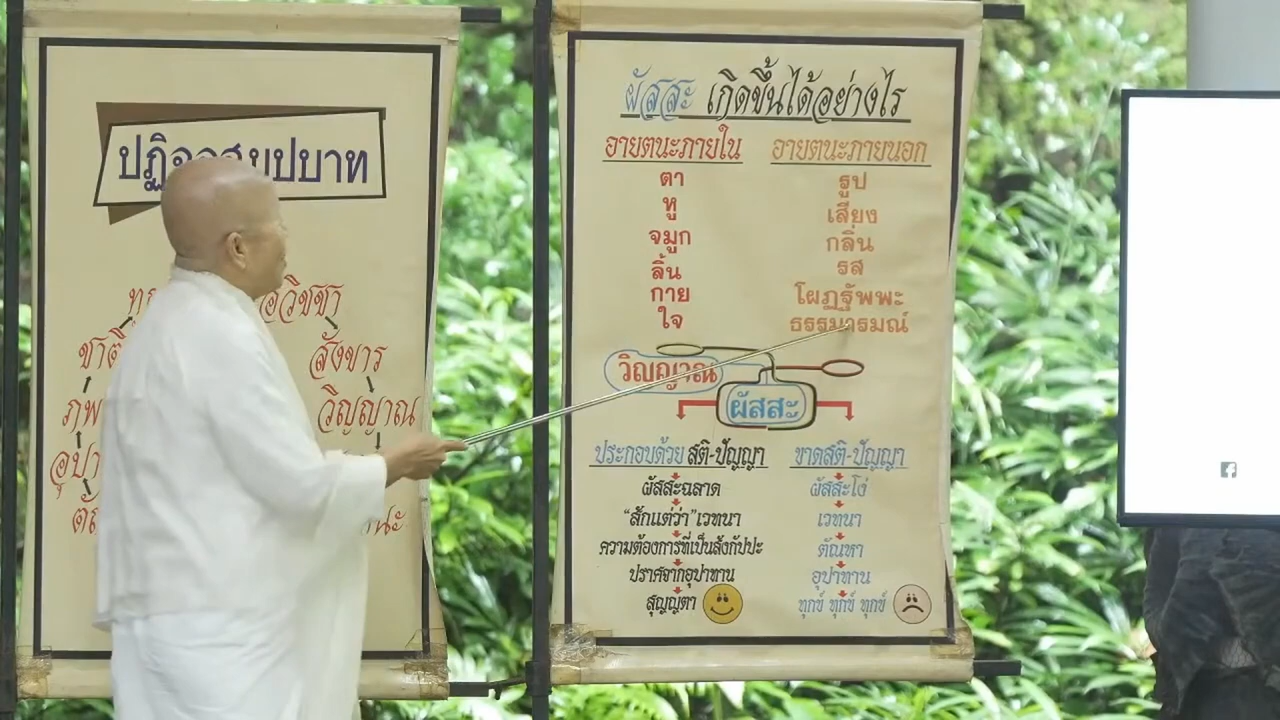 อวิชชา
สังขาร
วิญญาณ
ผัสสะ เกิดขึ้นได้อย่างไร
อายตนะภายใน อายตนะภายนอก
ตา รูป
หู เสียง
จมูก กลิ่น
ลิ้น รส
กาย โผฏฐัพพะ
ใจ ธรรมารมณ์
วิญญาณ
ผัสสะ
ประกอบด้วย สติ-ปัญญา ขาดสติ-ปัญญา
ผัสสะฉลาด ผัสสะโง่
"สักแต่ว่า"เวทนา เวทนา
ความต้องการที่เป็นสังกัปปะ ตัณหา
ปราศจากอุปาทาน อุปาทาน
สุญญตา ทุกข์ ทุกข์ ทุกข์